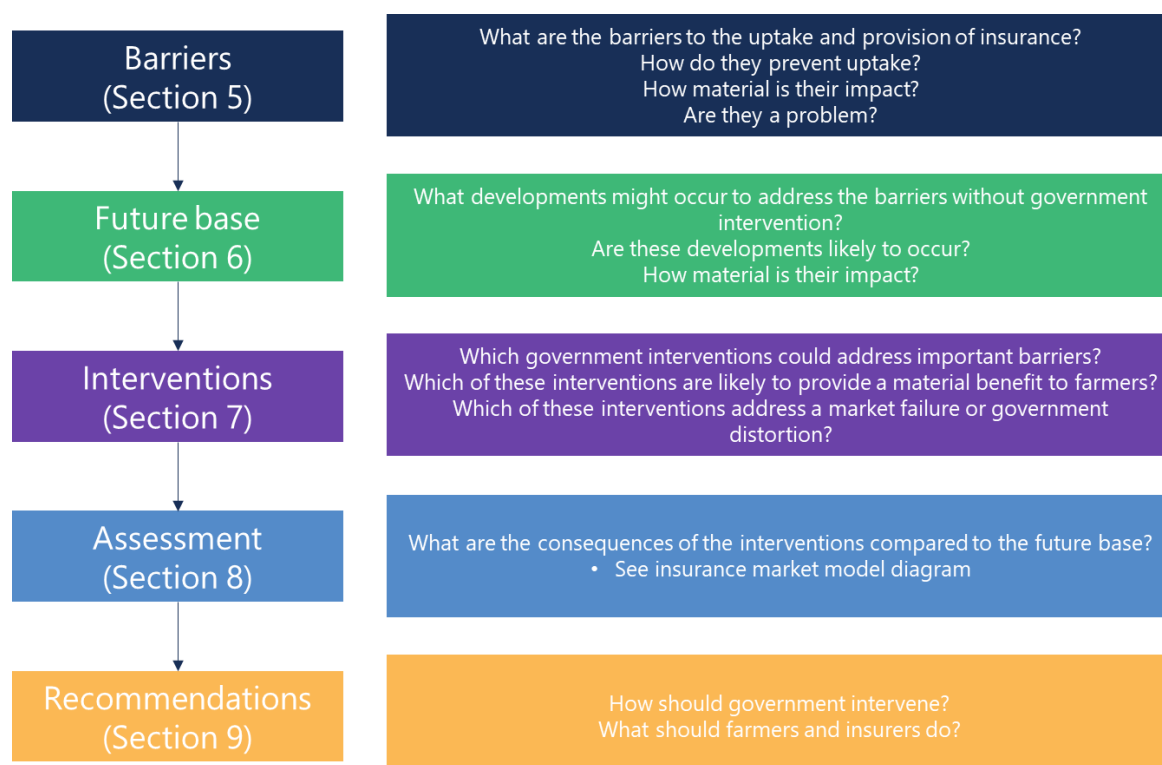 Barriers
(Section 5)
What are the barriers to the uptake and provision of insurance?
How do they prevent uptake?
How material is their impact?
Are they a problem?
Future base
(Section 6)
What developments might occur to address the barriers without government
intervention?
Are these developments likely to occur?
How material is their impact?
Interventions
(Section 7)
Which government interventions could address important barriers?
Which of these interventions are likely to provide a material benefit to farmers?
Which of these interventions address a market failure or government
distortion?
Assessment
(Section 8)
What are the consequences of the interventions compared to the future base?
• See insurance market model diagram
Recommendations
(Section 9)
How should government intervene?
What should farmers and insurers do?